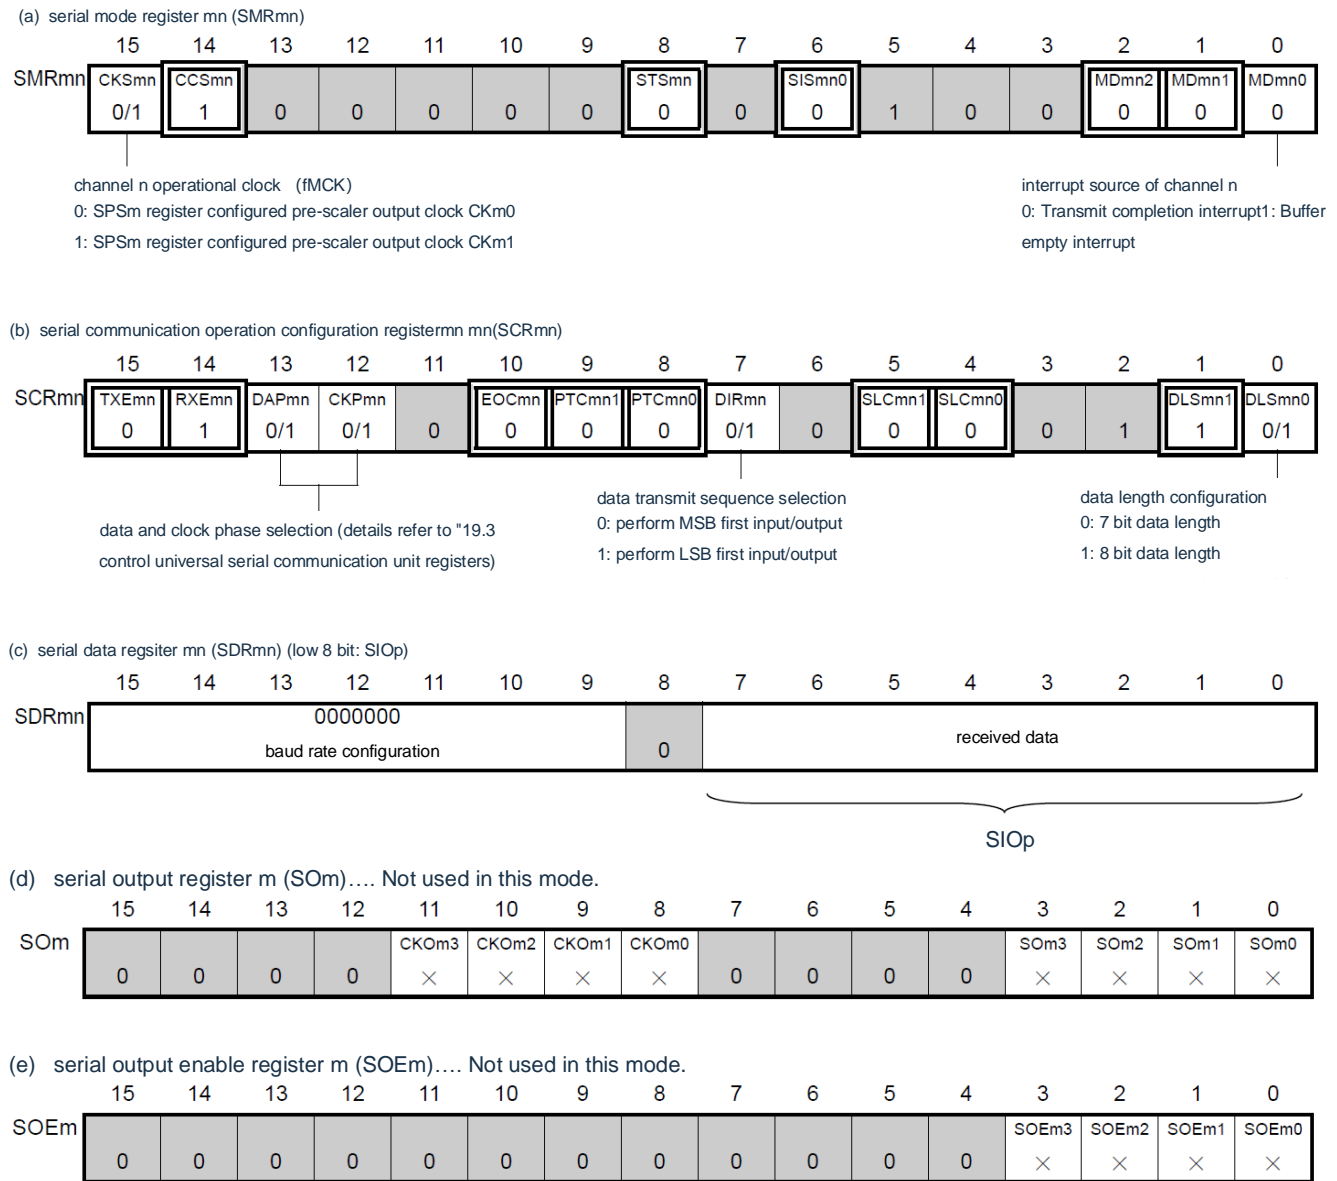 (a) serial mode register mn (SMRmn)
15 14 13 12 11 10 9 8 7 6 5 4 3 2 1 0
SMRmn CKSmn CCSmn STSmn SISmn0 MDmn2 MDmn1 MDmn0
0/1 1 0 0 0 0 0 0 0 0 1 0 0 0 0 0
channel n operational clock (fMCK)
0: SPSm register configured pre-scaler output clock CKm0
1: SPSm register configured pre-scaler output clock CKm1
interrupt source of channel n
0: Transmit completion interrupt1: Buffer
empty interrupt
(b) serial communication operation configuration registermn mn(SCRmn)
15 14 13 12 11 10 9 8 7 6 5 4 3 2 1 0
SCRmn TXEmn RXEmn DAPmn CKPmn EOCmn PTCmn1 PTCmn0 DIRmn SLCmn1 SLCmn0 DLSmn1 DLSmn0
0 1 0/1 0/1 0 0 0 0 0/1 0 0 0 0 1 1 0/1
data and clock phase selection (details refer to "19.3
control universal serial communication unit registers)
data transmit sequence selection
0: perform MSB first input/output
1: perform LSB first input/output
data length configuration
0: 7 bit data length
1: 8 bit data length
(c) serial data regsiter mn (SDRmn) (low 8 bit: SIOp)
15 14 13 12 11 10 9 8 7 6 5 4 3 2 1 0
SDRmn 0000000
baud rate configuration 0 received data
SIOp
(d) serial output register m (SOm)…. Not used in this mode.
15 14 13 12 11 10 9 8 7 6 5 4 3 2 1 0
SOm CKOm3 CKOm2 CKOm1 CKOm0 SOm3 SOm2 SOm1 SOm0
0 0 0 0 × × × × 0 0 0 0 × × × ×
(e) serial output enable register m (SOEm)…. Not used in this mode.
15 14 13 12 11 10 9 8 7 6 5 4 3 2 1 0
SOEm SOEm3 SOEm2 SOEm1 SOEm0
0 0 0 0 0 0 0 0 0 0 0 0 × × × ×